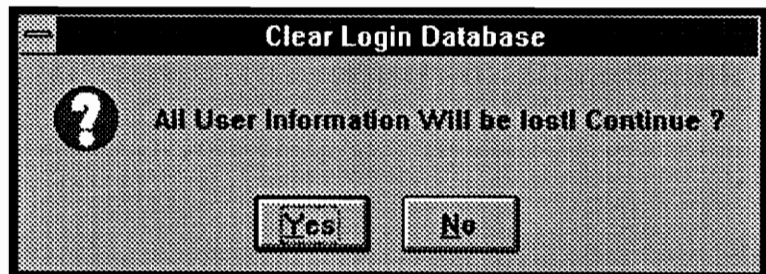 Clear Login Database
All User Information Will be lost! Continue ?
Yes No